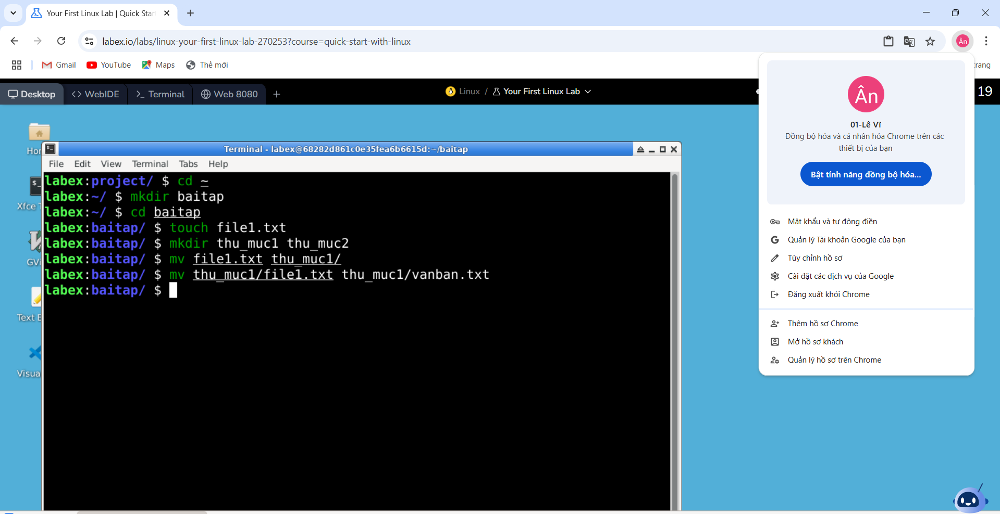 Your First Linux Lab | Quick Star
labex.io/labs/linux-your-first-linux-lab-270253?course=quick-start-with-linux
Ân
Gmail
YouTube
Maps
Thẻ mới
trang
Desktop
WebIDE
Terminal
Web 8080
Linux / Your First Linux Lab
19
Hom
Xfce T
GVi
Text E
Visua
Terminal - labex@68282d861c0e35fea6b6615d:~/baitap
File Edit View Terminal Tabs Help
labex:project/ $ cd ~
labex:~/ $ mkdir baitap
labex:~/ $ cd baitap
labex:baitap/ $ touch file1.txt
labex:baitap/ $ mkdir thu_muc1 thu_muc2
labex:baitap/ $ mv file1.txt thu_muc1/
labex:baitap/ $ mv thu_muc1/file1.txt thu_muc1/vanban.txt
labex:baitap/ $
Ân
01-Lê Vĩ
Đồng bộ hóa và cá nhân hóa Chrome trên các
thiết bị của bạn
Bật tính năng đồng bộ hóa...
Mật khẩu và tự động điền
Quản lý Tài khoản Google của bạn
Tùy chỉnh hồ sơ
Cài đặt các dịch vụ của Google
Đăng xuất khỏi Chrome
Thêm hồ sơ Chrome
Mở hồ sơ khách
Quản lý hồ sơ trên Chrome